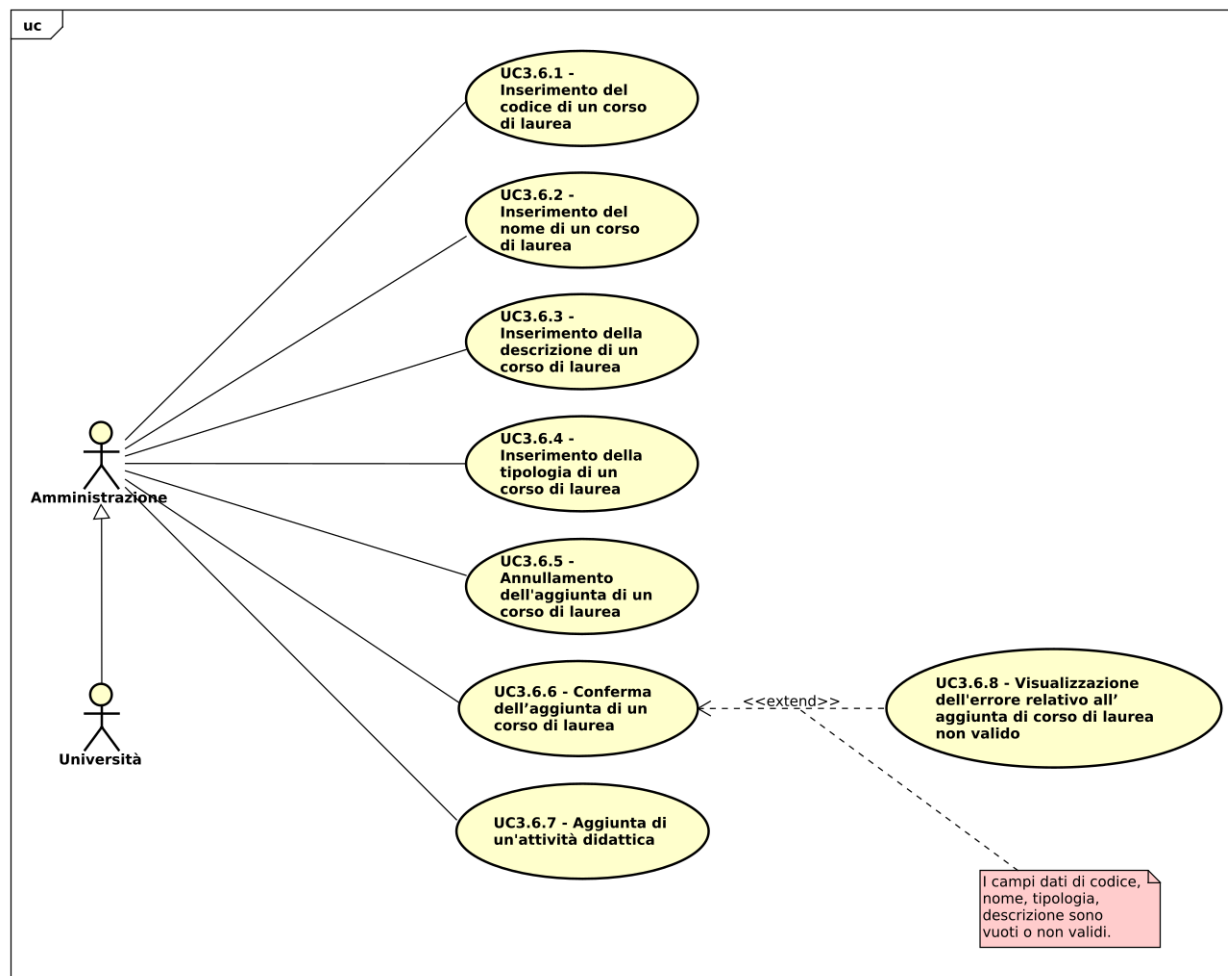 uc
UC3.6.1 -
Inserimento del
codice di un corso
di laurea
UC3.6.2 -
Inserimento del
nome di un corso
di laurea
UC3.6.3 -
Inserimento della
descrizione di un
corso di laurea
UC3.6.4 -
Inserimento della
tipologia di un
corso di laurea
Amministrazione
UC3.6.5 -
Annullamento
dell'aggiunta di un
corso di laurea
UC3.6.6 - Conferma
dell’aggiunta di un
corso di laurea
<<extend>>
UC3.6.8 - Visualizzazione
dell'errore relativo all’
aggiunta di corso di laurea
non valido
Università
UC3.6.7 - Aggiunta di
un'attività didattica
I campi dati di codice,
nome, tipologia,
descrizione sono
vuoti o non validi.